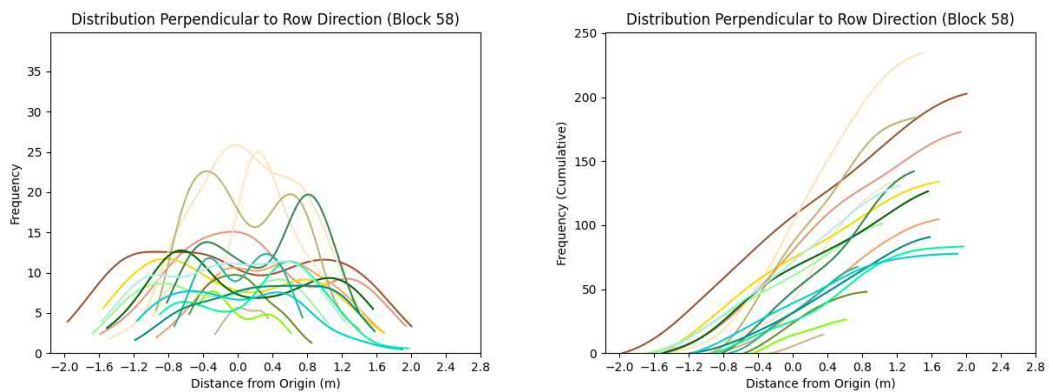 Distribution Perpendicular to Row Direction (Block 58)
35
30
25
20
15
10
5
0
Frequency
−2.0 −1.6 −1.2 −0.8 −0.4 0.0 0.4 0.8 1.2 1.6 2.0 2.4 2.8
Distance from Origin (m)
Distribution Perpendicular to Row Direction (Block 58)
250
200
150
100
50
0
Frequency (Cumulative)
−2.0 −1.6 −1.2 −0.8 −0.4 0.0 0.4 0.8 1.2 1.6 2.0 2.4 2.8
Distance from Origin (m)